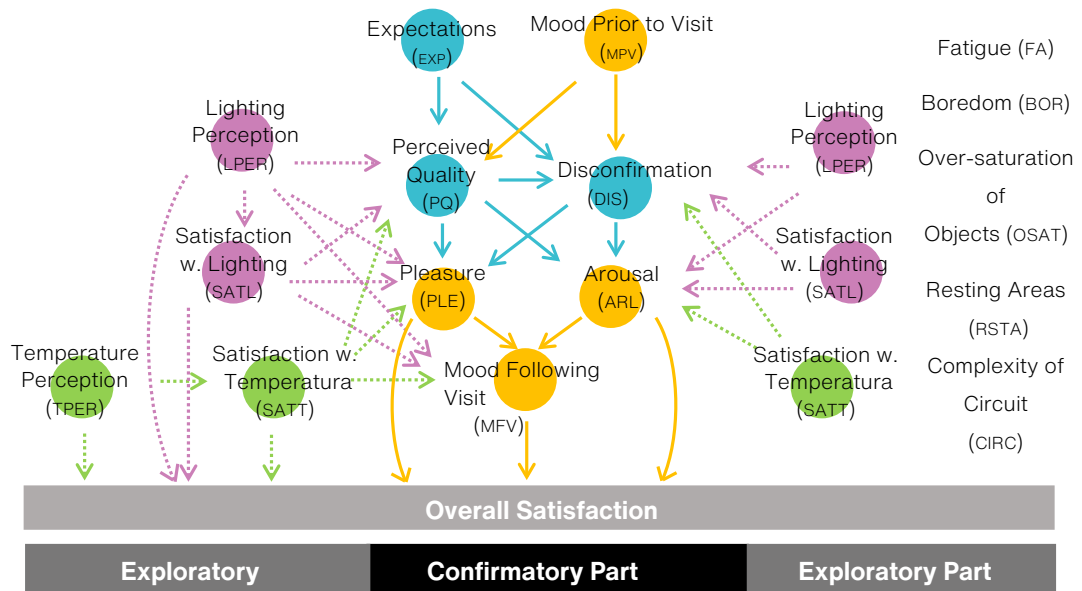 Expectations
(EXP)
Mood Prior to Visit
(MPV)
Fatigue (FA)
Boredom (BOR)
Over-saturation
of
Objects (OSAT)
Resting Areas
(RSTA)
Complexity of
Circuit
(CIRC)
Lighting
Perception
(LPER)
Perceived
Quality
(PQ)
Disconfirmation
(DIS)
Lighting
Perception
(LPER)
Satisfaction
w. Lighting
(SATL)
Pleasure
(PLE)
Arousal
(ARL)
Satisfaction
w. Lighting
(SATL)
Temperature
Perception
(TPER)
Satisfaction w.
Temperatura
(SATT)
Mood Following
Visit
(MFV)
Satisfaction w.
Temperatura
(SATT)
Overall Satisfaction
Exploratory
Confirmatory Part
Exploratory Part